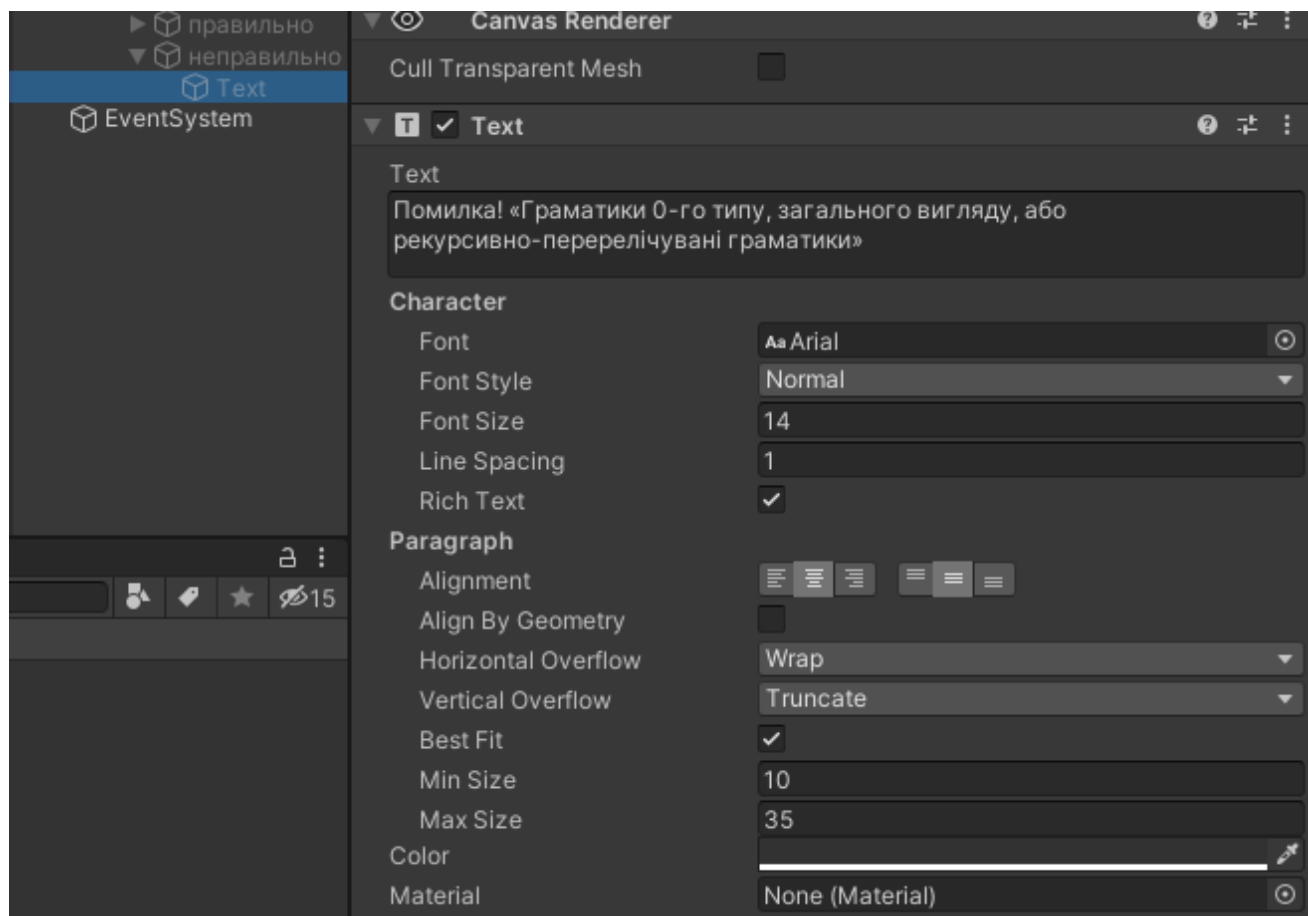 правильно
неправильно
Text
EventSystem
15
Canvas Renderer
Cull Transparent Mesh
Text
Text
Помилка! «Граматики 0-го типу, загального вигляду, або
рекурсивно-перерелічувані граматики»
Character
Font Arial
Font Style Normal
Font Size 14
Line Spacing 1
Rich Text
Paragraph
Alignment
Align By Geometry
Horizontal Overflow Wrap
Vertical Overflow Truncate
Best Fit
Min Size 10
Max Size 35
Color
Material None (Material)